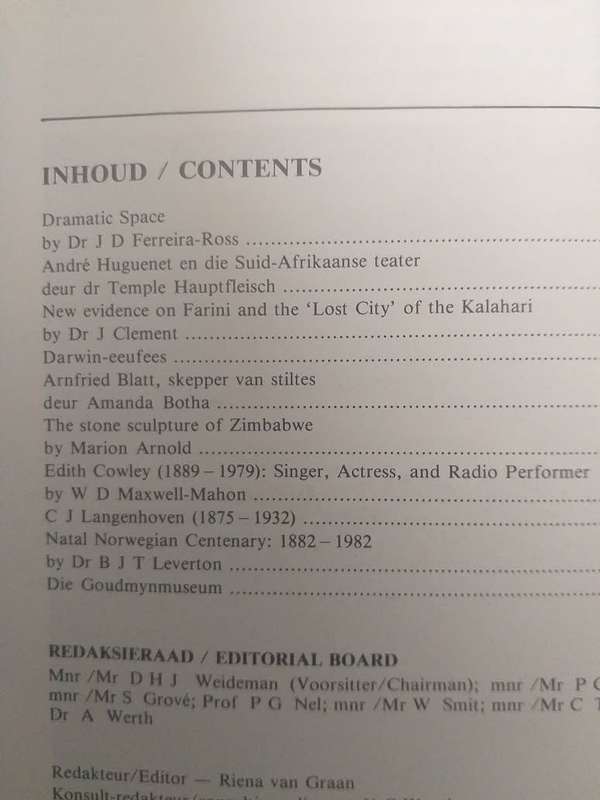 INHOUD / CONTENTS
Dramatic Space
by Dr J D Ferreira-Ross ........................................
André Huguenet en die Suid-Afrikaanse teater
deur dr Temple Hauptfleisch ........................................
New evidence on Farini and the ‘Lost City’ of the Kalahari
by Dr J Clement ........................................
Darwin-eeufees ........................................
Arnfried Blatt, skepper van stiltes
deur Amanda Botha ........................................
The stone sculpture of Zimbabwe
by Marion Arnold ........................................
Edith Cowley (1889 – 1979): Singer, Actress, and Radio Performer
by W D Maxwell-Mahon ........................................
C J Langenhoven (1875 – 1932) ........................................
Natal Norwegian Centenary: 1882 – 1982
by Dr B J T Leverton ........................................
Die Goudmynmuseum ........................................
REDAKSIERAAD / EDITORIAL BOARD
Mnr /Mr D H J Weideman (Voorsitter/Chairman); mnr /Mr P
mnr /Mr S Grové; Prof P G Nel; mnr /Mr W Smit; mnr /Mr C
Dr A Werth
Redakteur/Editor — Riena van Graan